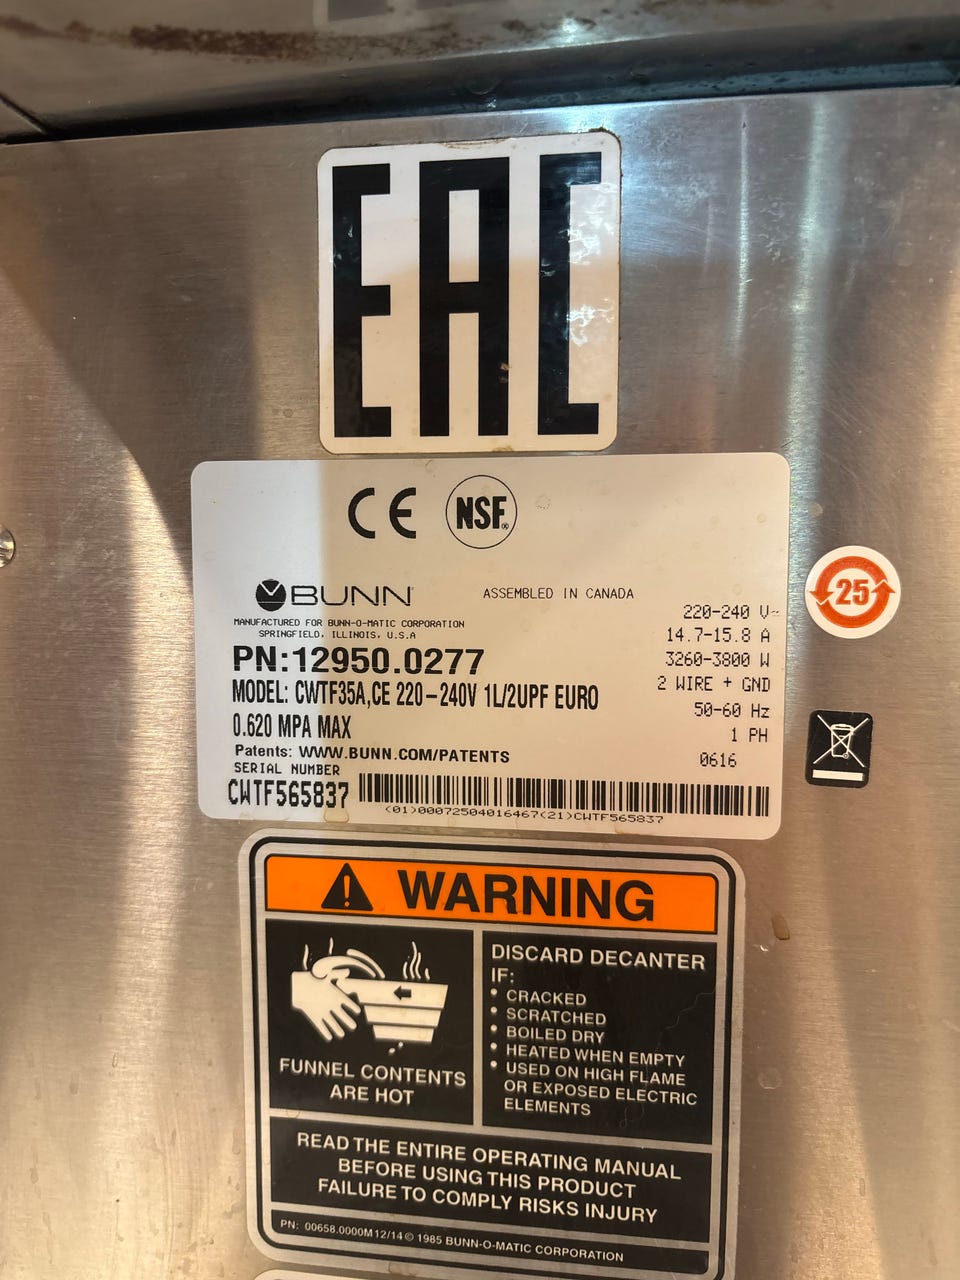 EAC
CE NSF®
BUNN®
ASSEMBLED IN CANADA
MANUFACTURED FOR BUNN-O-MATIC CORPORATION
SPRINGFIELD, ILLINOIS, U.S.A
PN:12950.0277
MODEL: CWTF35A,CE 220-240V 1L/2UPF EURO
0.620 MPA MAX
Patents: WWW.BUNN.COM/PATENTS
SERIAL NUMBER
CWTF565837
(01)00072504016467(21)CWTF565837
220-240 V~
14.7-15.8 A
3260-3800 W
2 WIRE + GND
50-60 Hz
1 PH
0616
25
WARNING
FUNNEL CONTENTS
ARE HOT
DISCARD DECANTER
IF:
• CRACKED
• SCRATCHED
• BOILED DRY
• HEATED WHEN EMPTY
• USED ON HIGH FLAME
OR EXPOSED ELECTRIC
ELEMENTS
READ THE ENTIRE OPERATING MANUAL
BEFORE USING THIS PRODUCT
FAILURE TO COMPLY RISKS INJURY
PN: 00658.0000M12/14 © 1985 BUNN-O-MATIC CORPORATION